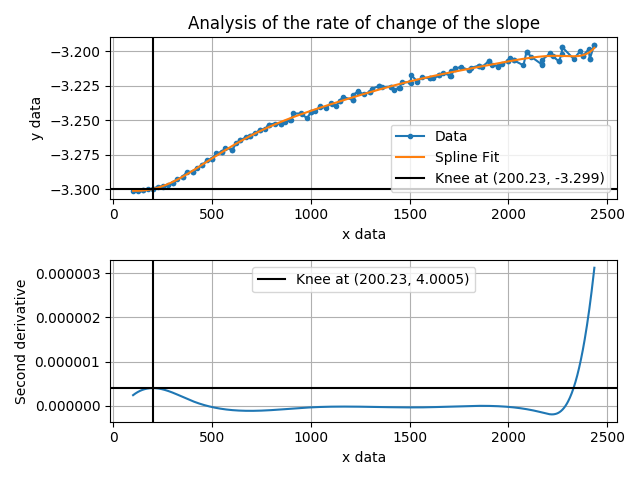 Analysis of the rate of change of the slope
y data
−3.200
−3.225
−3.250
−3.275
−3.300
Data
Spline Fit
Knee at (200.23, -3.299)
0 500 1000 1500 2000 2500
x data
Second derivative
0.000003
0.000002
0.000001
0.000000
Knee at (200.23, 4.0005)
0 500 1000 1500 2000 2500
x data